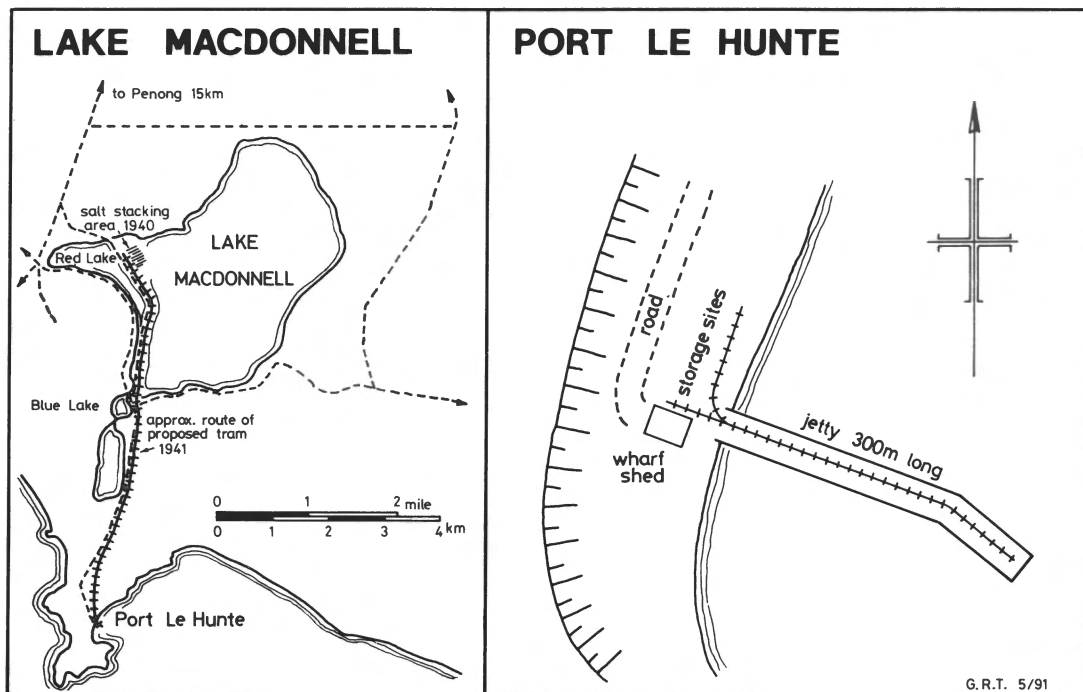 LAKE MACDONNELL
to Penong 15km
salt stacking
area 1940
Red Lake
LAKE
MACDONNELL
Blue Lake
approx. route of
proposed tram
1941
0 1 2 mile
0 1 2 3 4 km
Port Le Hunte
PORT LE HUNTE
road
storage sites
jetty 300m long
wharf
shed
G.R.T. 5/91